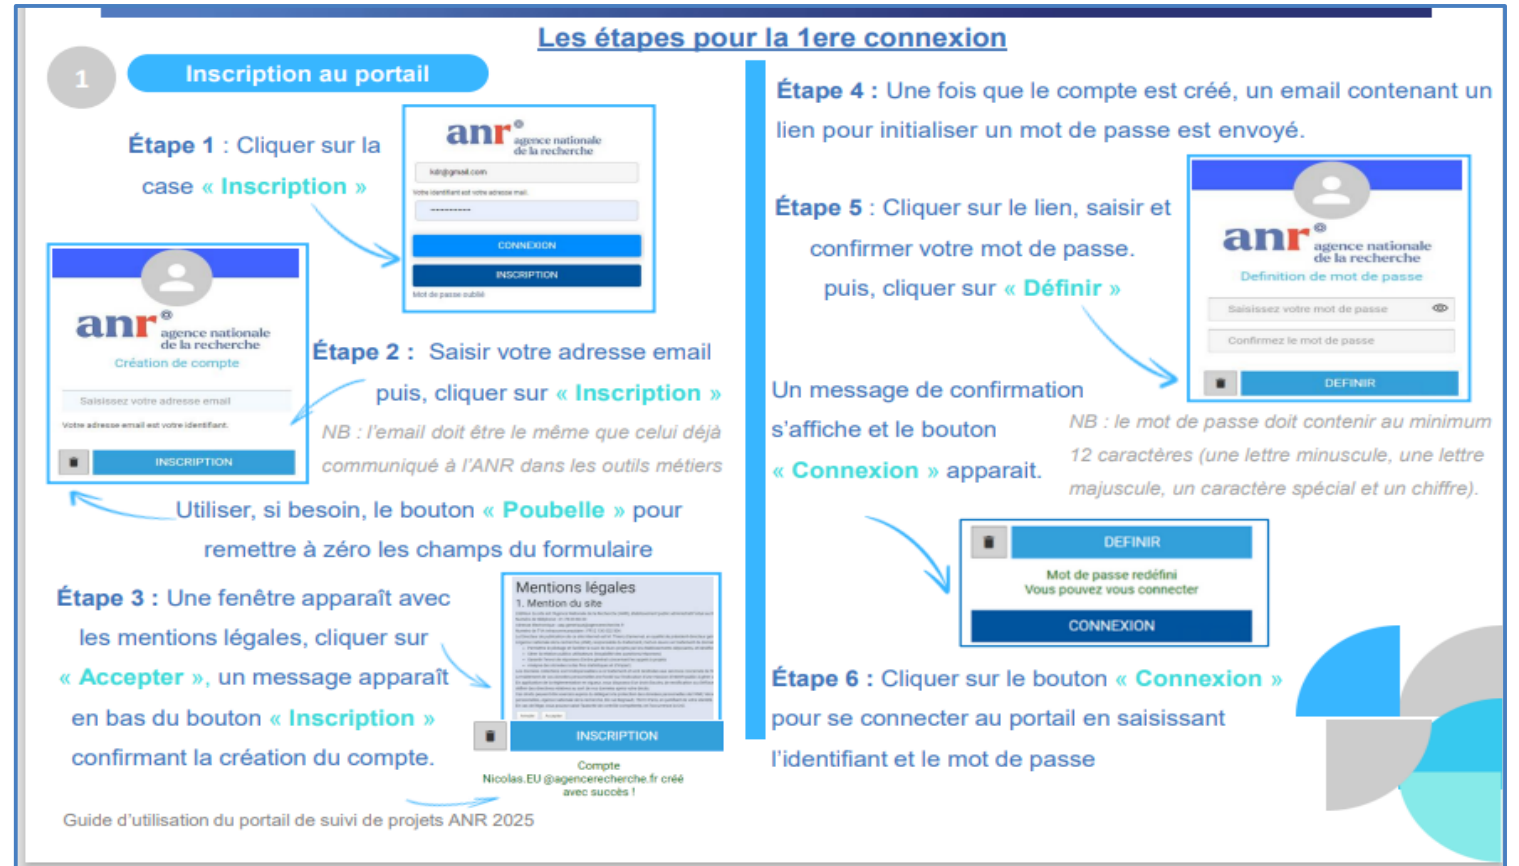 Les étapes pour la 1ere connexion
1
Inscription au portail
Étape 1 : Cliquer sur la
case « Inscription »
anr
agence nationale
de la recherche
kdr@gmail.com
Votre identifiant est votre adresse mail.
---------
CONNEXION
INSCRIPTION
Mot de passe oublié
anr
agence nationale
de la recherche
Création de compte
Saisissez votre adresse email
Votre adresse email est votre identifiant.
INSCRIPTION
Étape 2 : Saisir votre adresse email
puis, cliquer sur « Inscription »
NB : l'email doit être le même que celui déjà
communiqué à l'ANR dans les outils métiers
Utiliser, si besoin, le bouton « Poubelle » pour
remettre à zéro les champs du formulaire
Étape 3 : Une fenêtre apparaît avec
les mentions légales, cliquer sur
« Accepter », un message apparaît
en bas du bouton « Inscription »
confirmant la création du compte.
Mentions légales
1. Mention du site
INSCRIPTION
Compte
Nicolas.EU @agencerecherche.fr créé
avec succès !
Guide d'utilisation du portail de suivi de projets ANR 2025
Étape 4 : Une fois que le compte est créé, un email contenant un
lien pour initialiser un mot de passe est envoyé.
Étape 5 : Cliquer sur le lien, saisir et
confirmer votre mot de passe.
puis, cliquer sur « Définir »
anr
agence nationale
de la recherche
Definition de mot de passe
Saisissez votre mot de passe
Confirmez le mot de passe
DEFINIR
Un message de confirmation
s'affiche et le bouton
« Connexion » apparait.
NB : le mot de passe doit contenir au minimum
12 caractères (une lettre minuscule, une lettre
majuscule, un caractère spécial et un chiffre).
DEFINIR
Mot de passe redéfini
Vous pouvez vous connecter
CONNEXION
Étape 6 : Cliquer sur le bouton « Connexion »
pour se connecter au portail en saisissant
l'identifiant et le mot de passe